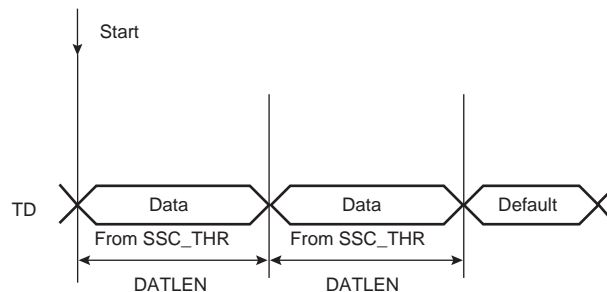 Start
TD
Data
Data
Default
From SSC_THR
From SSC_THR
DATLEN
DATLEN